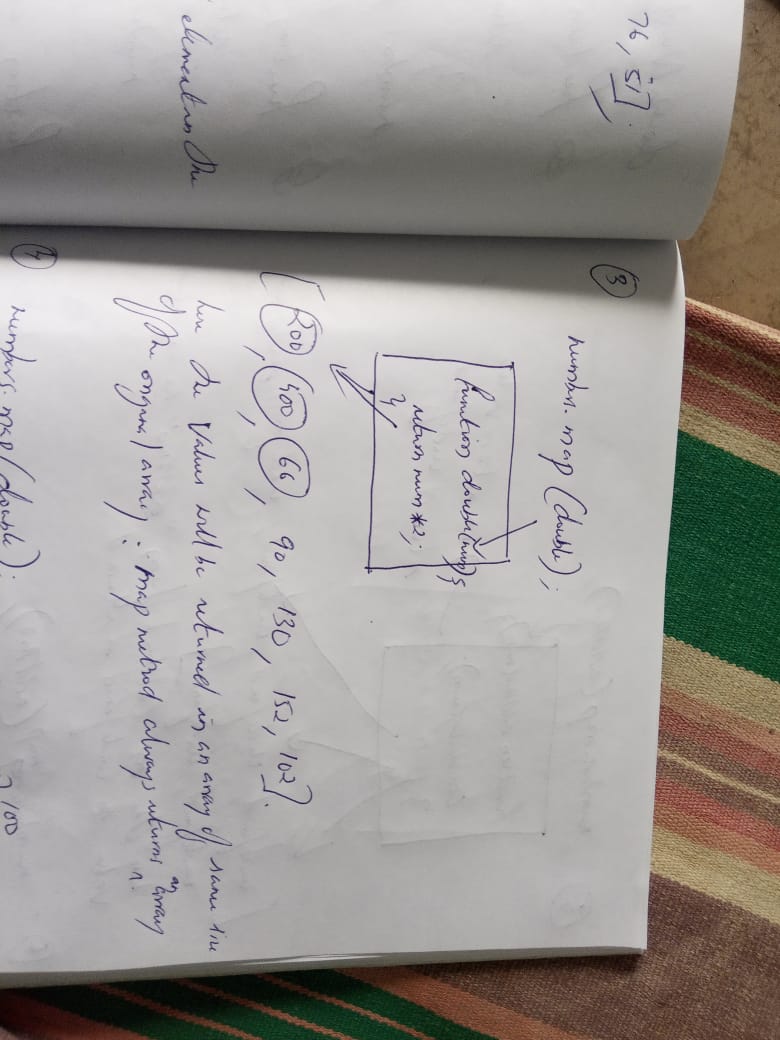 76, 51].
elements the
3
number. map (double);
function double(num) {
return num*2;
}
[200, 400, 66, 90, 130, 152, 102].
here the values will be returned in an array of same size
of the original array : map method always returns an array
4
numbers. map(double);
100